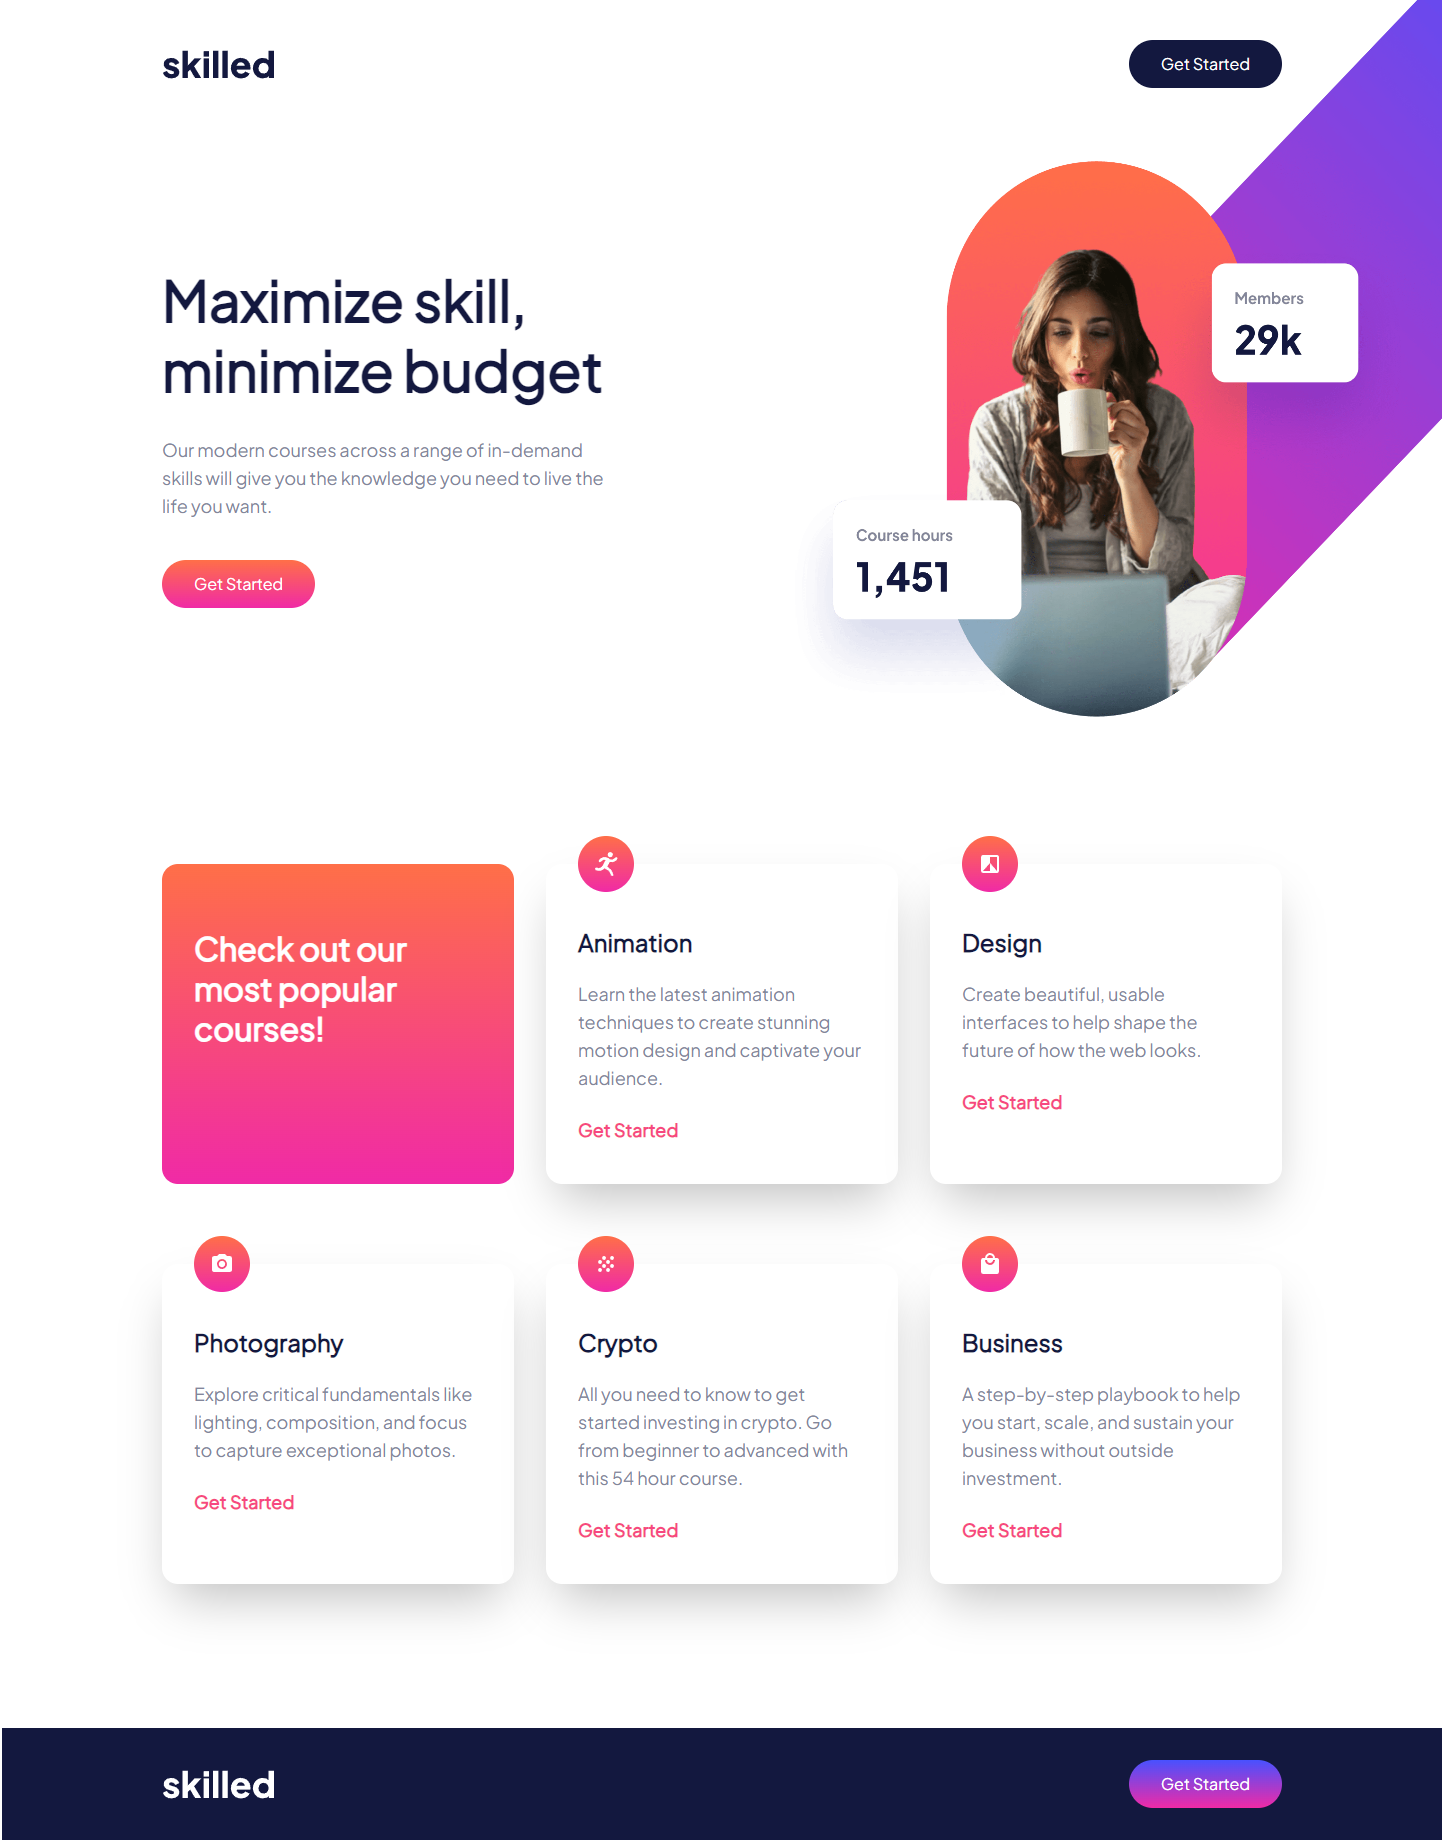 skilled
Get Started
Maximize skill,
minimize budget
Our modern courses across a range of in-demand
skills will give you the knowledge you need to live the
life you want.
Get Started
Members
29k
Course hours
1,451
Check out our
most popular
courses!
Animation
Learn the latest animation
techniques to create stunning
motion design and captivate your
audience.
Get Started
Design
Create beautiful, usable
interfaces to help shape the
future of how the web looks.
Get Started
Photography
Explore critical fundamentals like
lighting, composition, and focus
to capture exceptional photos.
Get Started
Crypto
All you need to know to get
started investing in crypto. Go
from beginner to advanced with
this 54 hour course.
Get Started
Business
A step-by-step playbook to help
you start, scale, and sustain your
business without outside
investment.
Get Started
skilled
Get Started